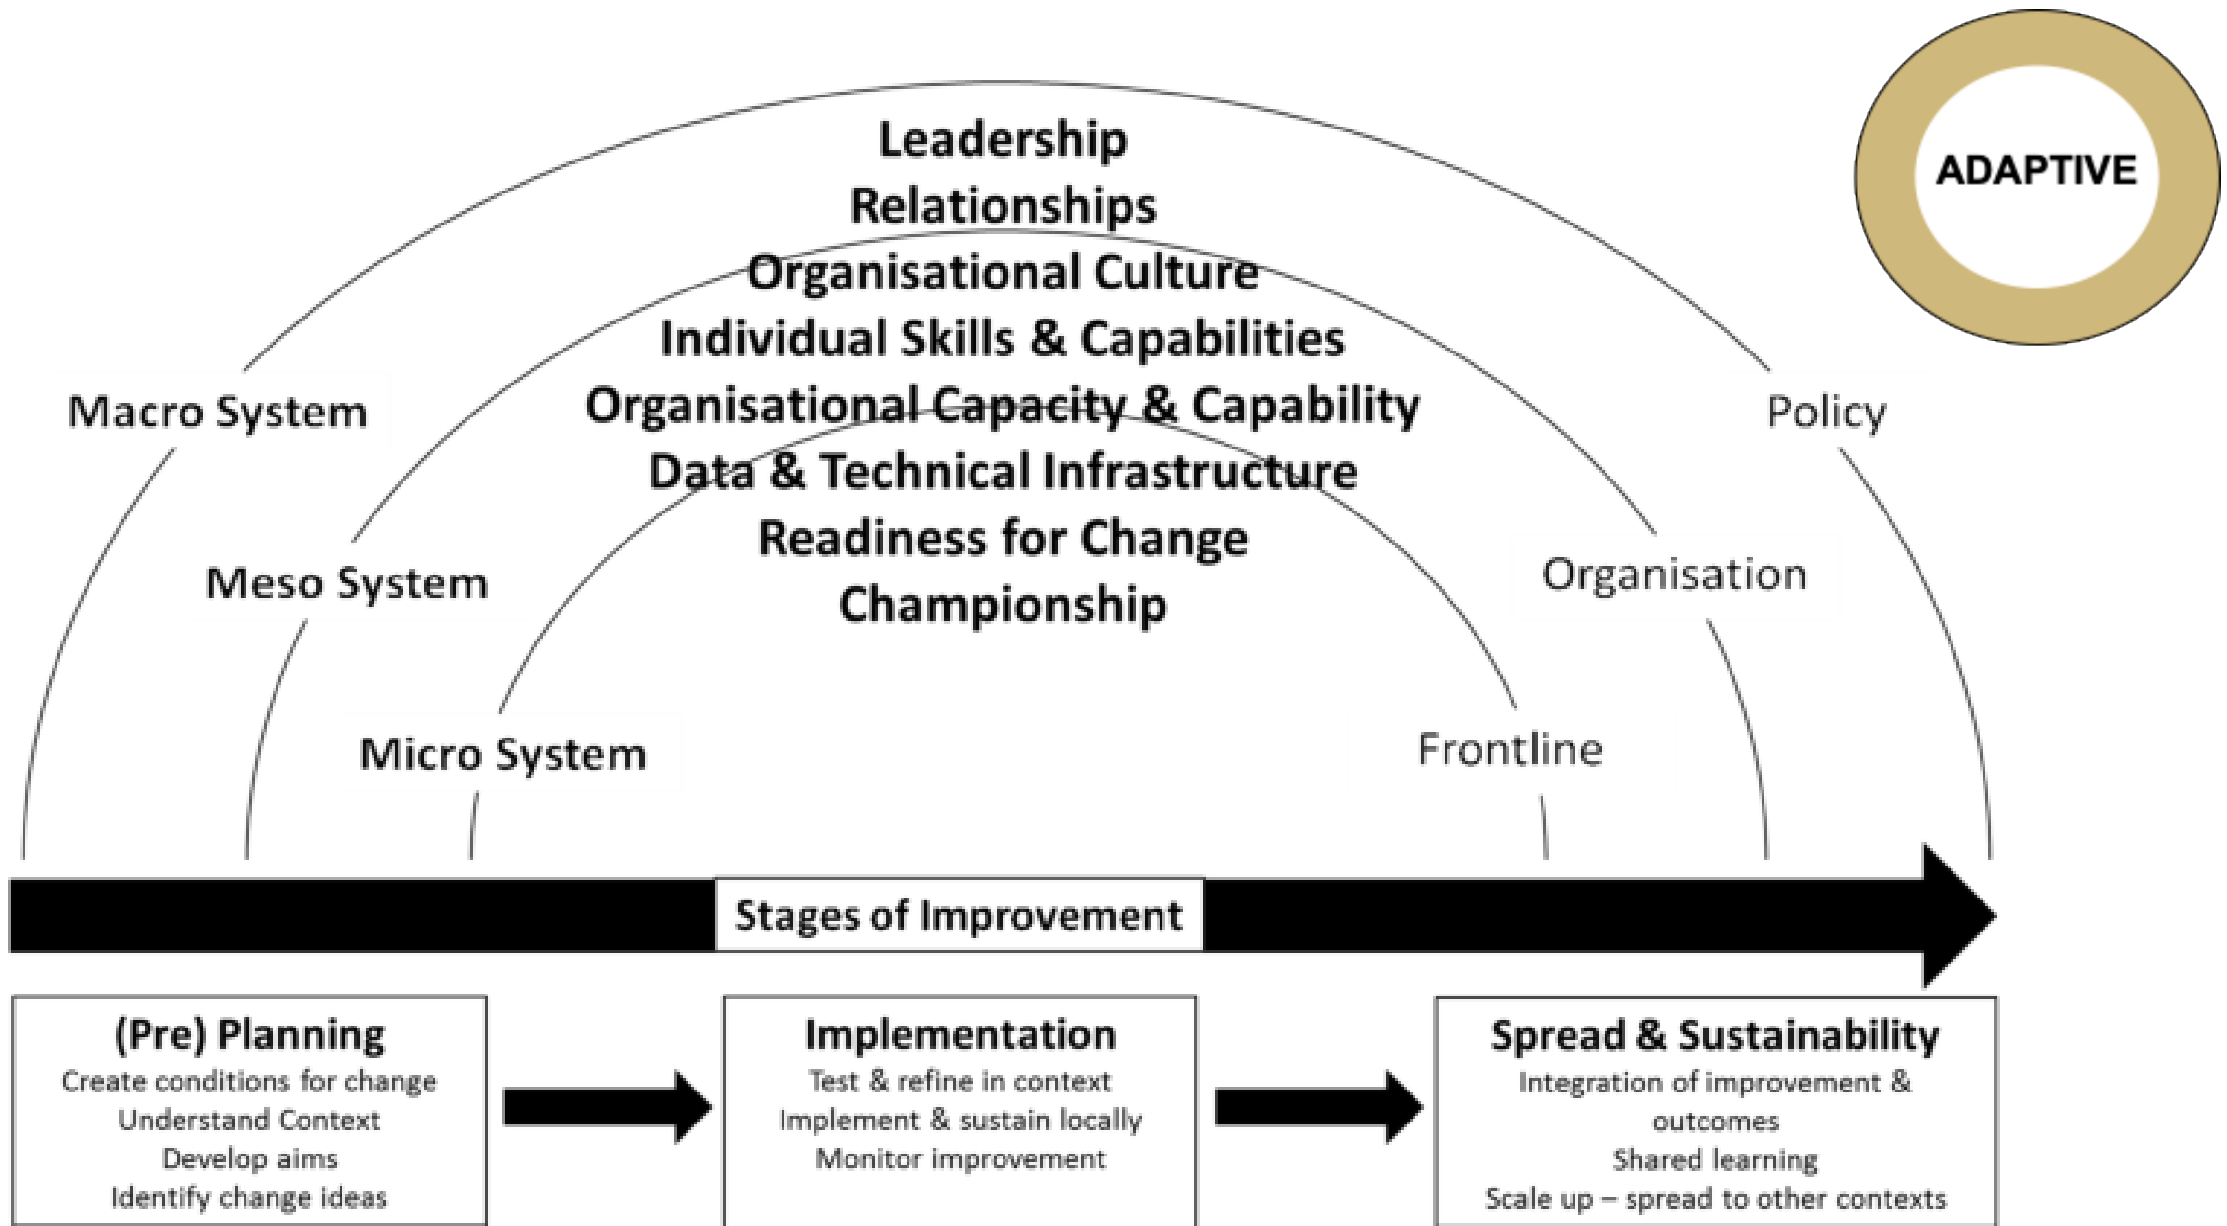 ADAPTIVE
Leadership
Relationships
Organisational Culture
Individual Skills & Capabilities
Organisational Capacity & Capability
Data & Technical Infrastructure
Readiness for Change
Championship
Macro System
Policy
Meso System
Organisation
Micro System
Frontline
Stages of Improvement
(Pre) Planning
Create conditions for change
Understand Context
Develop aims
Identify change ideas
Implementation
Test & refine in context
Implement & sustain locally
Monitor improvement
Spread & Sustainability
Integration of improvement &
outcomes
Shared learning
Scale up – spread to other contexts